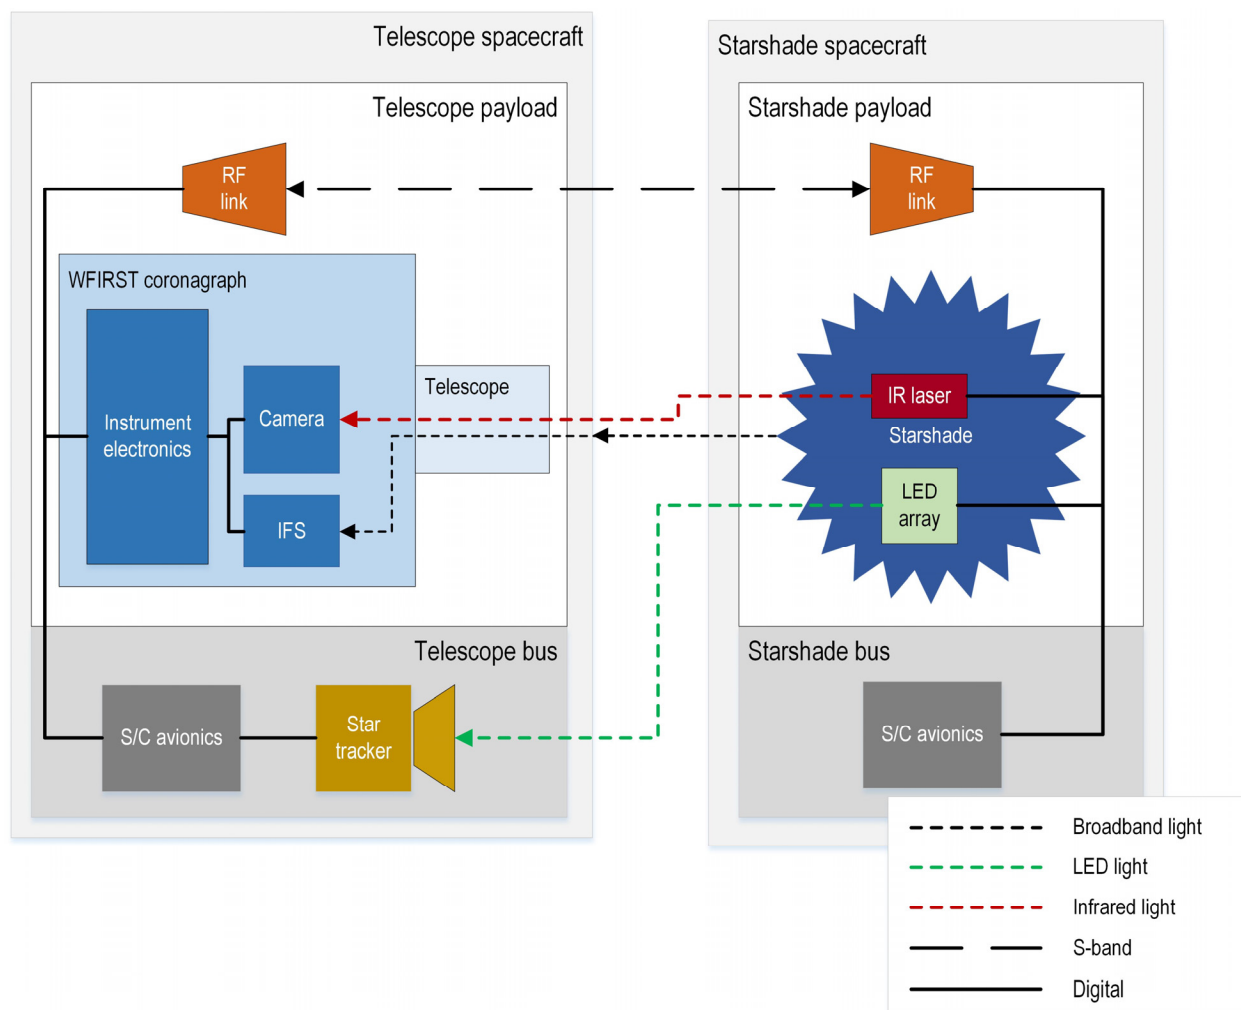 Telescope spacecraft
Telescope payload
RF
link
WFIRST coronagraph
Instrument
electronics
Camera
IFS
Telescope
Telescope bus
S/C avionics
Star
tracker
Starshade spacecraft
Starshade payload
RF
link
IR laser
Starshade
LED
array
Starshade bus
S/C avionics
Broadband light
LED light
Infrared light
S-band
Digital